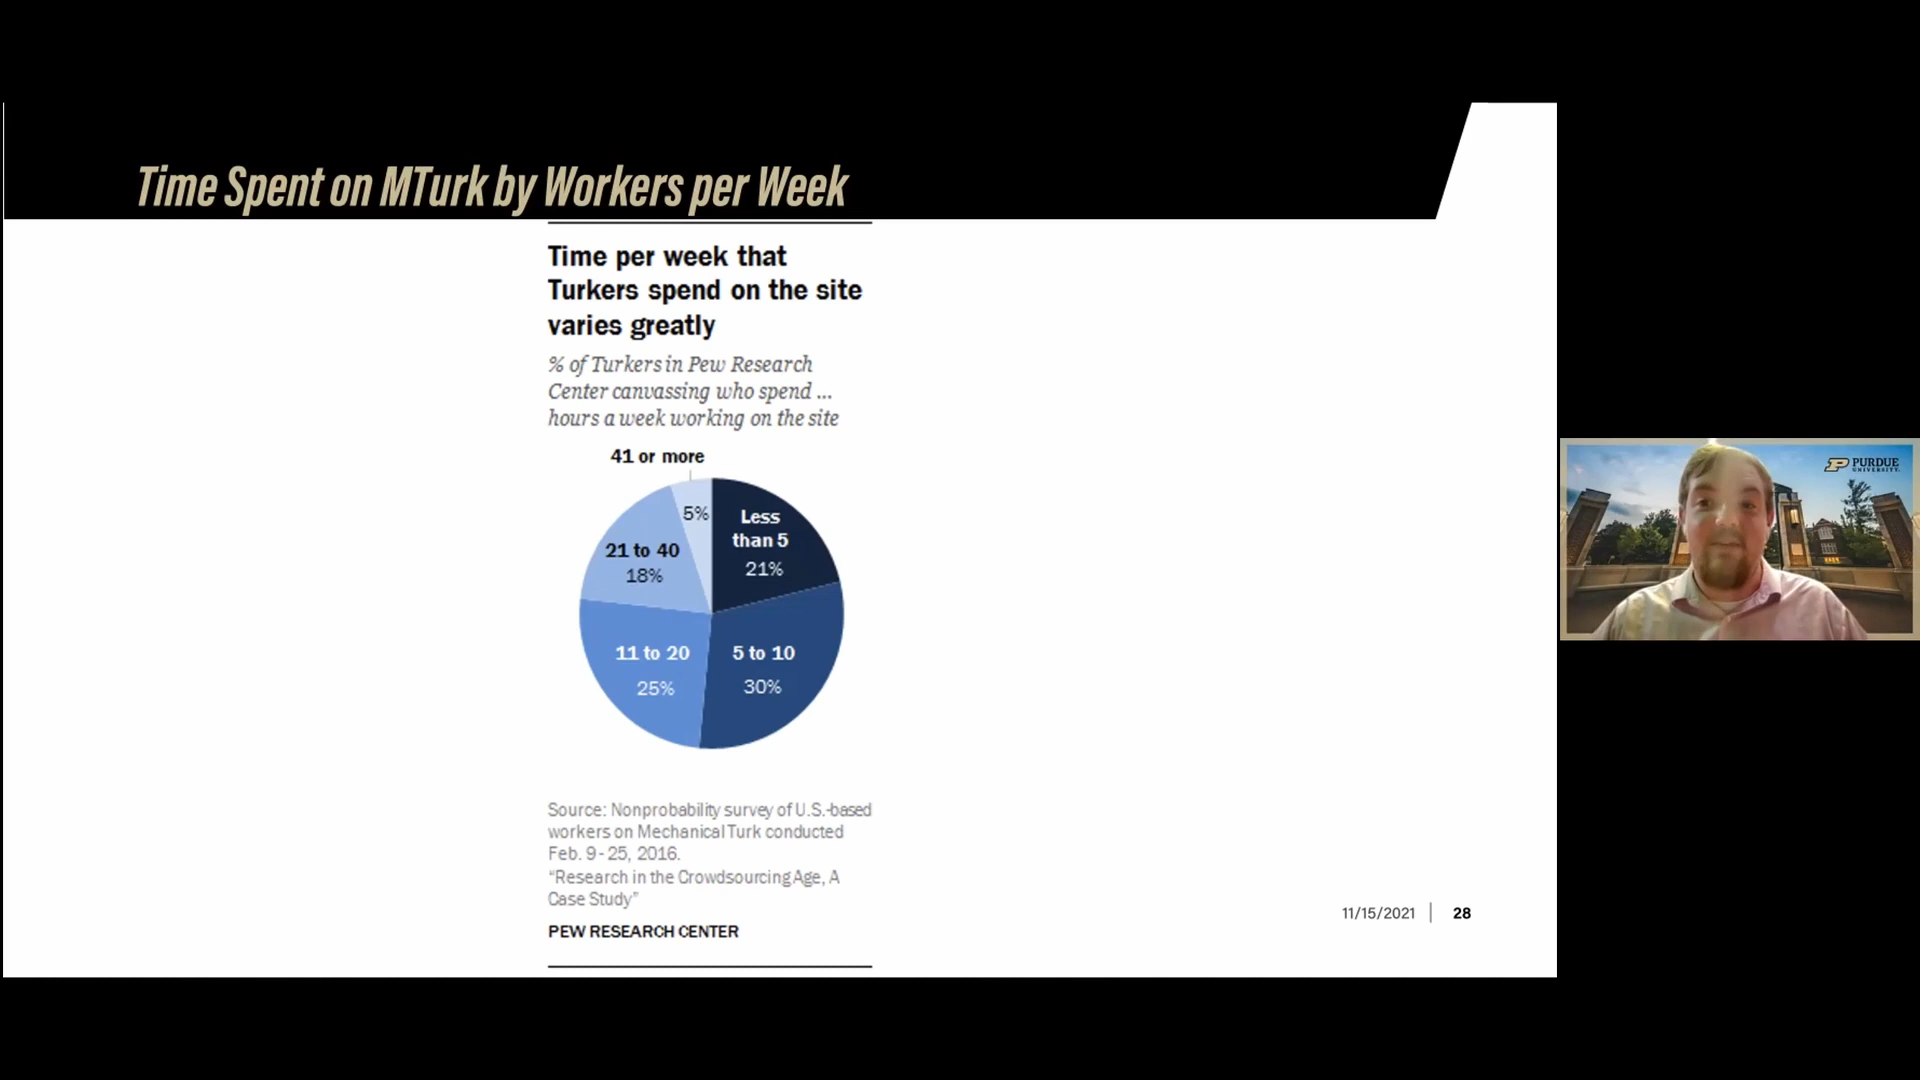 Time Spent on MTurk by Workers per Week
Time per week that
Turkers spend on the site
varies greatly
% of Turkers in Pew Research
Center canvassing who spend ...
hours a week working on the site
41 or more
5%
Less
than 5
21%
21 to 40
18%
11 to 20
25%
5 to 10
30%
Source: Nonprobability survey of U.S.-based
workers on Mechanical Turk conducted
Feb. 9-25, 2016.
“Research in the Crowdsourcing Age, A
Case Study”
PEW RESEARCH CENTER
11/15/2021 | 28
PURDUE
UNIVERSITY